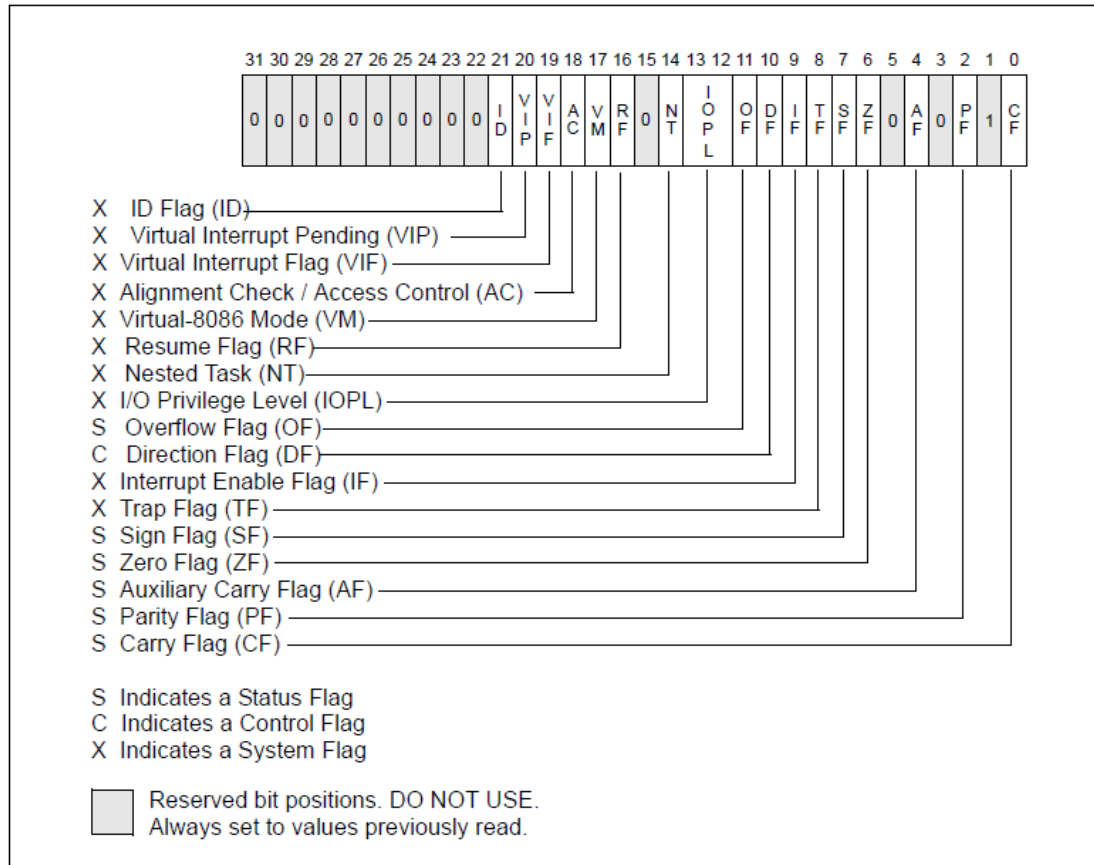 31 30 29 28 27 26 25 24 23 22 21 20 19 18 17 16 15 14 13 12 11 10 9 8 7 6 5 4 3 2 1 0
0 0 0 0 0 0 0 0 0 0 ID VIP VIF AC VM RF 0 NT IOPL OF DF IF TF SF ZF 0 AF 0 PF 1 CF
X ID Flag (ID)
X Virtual Interrupt Pending (VIP)
X Virtual Interrupt Flag (VIF)
X Alignment Check / Access Control (AC)
X Virtual-8086 Mode (VM)
X Resume Flag (RF)
X Nested Task (NT)
X I/O Privilege Level (IOPL)
S Overflow Flag (OF)
C Direction Flag (DF)
X Interrupt Enable Flag (IF)
X Trap Flag (TF)
S Sign Flag (SF)
S Zero Flag (ZF)
S Auxiliary Carry Flag (AF)
S Parity Flag (PF)
S Carry Flag (CF)
S Indicates a Status Flag
C Indicates a Control Flag
X Indicates a System Flag
Reserved bit positions. DO NOT USE.
Always set to values previously read.